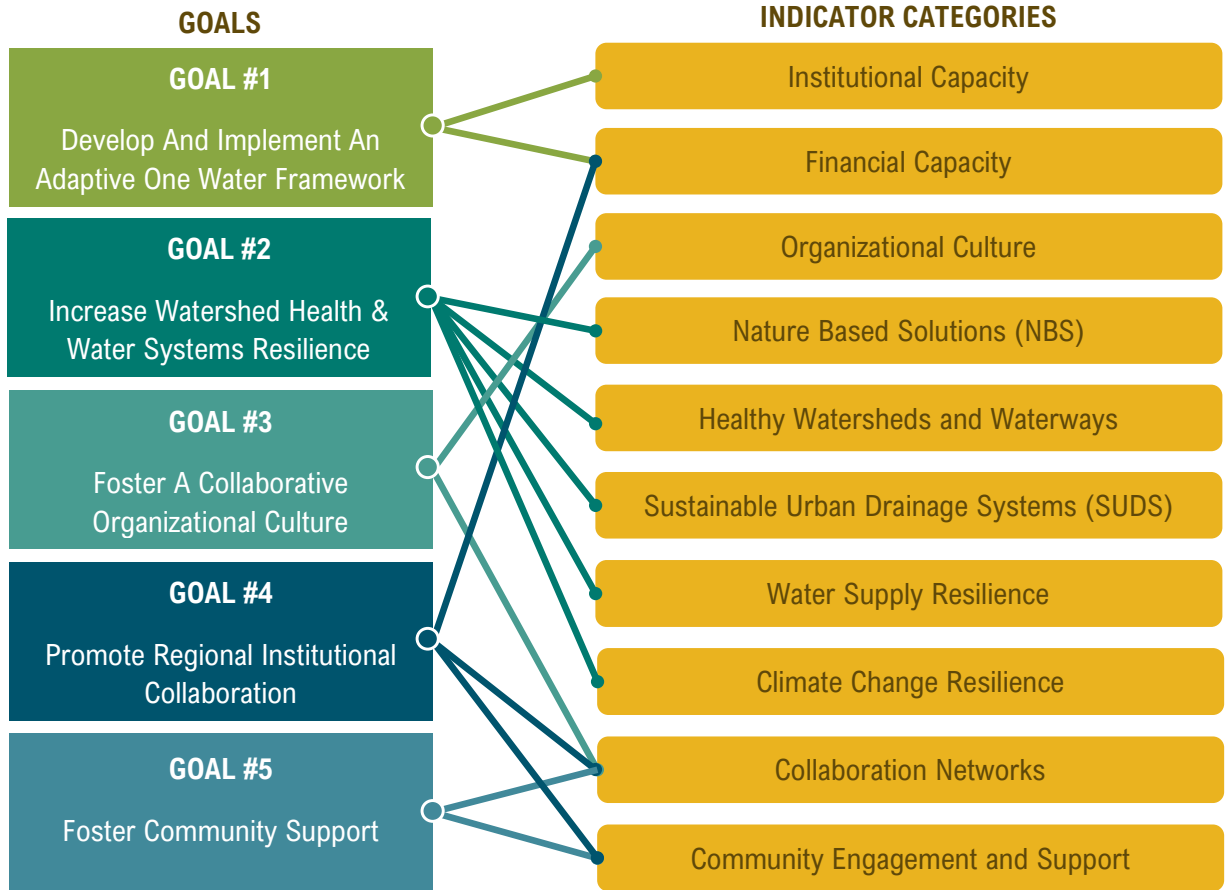 GOALS
GOAL #1
Develop And Implement An
Adaptive One Water Framework
GOAL #2
Increase Watershed Health &
Water Systems Resilience
GOAL #3
Foster A Collaborative
Organizational Culture
GOAL #4
Promote Regional Institutional
Collaboration
GOAL #5
Foster Community Support
INDICATOR CATEGORIES
Institutional Capacity
Financial Capacity
Organizational Culture
Nature Based Solutions (NBS)
Healthy Watersheds and Waterways
Sustainable Urban Drainage Systems (SUDS)
Water Supply Resilience
Climate Change Resilience
Collaboration Networks
Community Engagement and Support